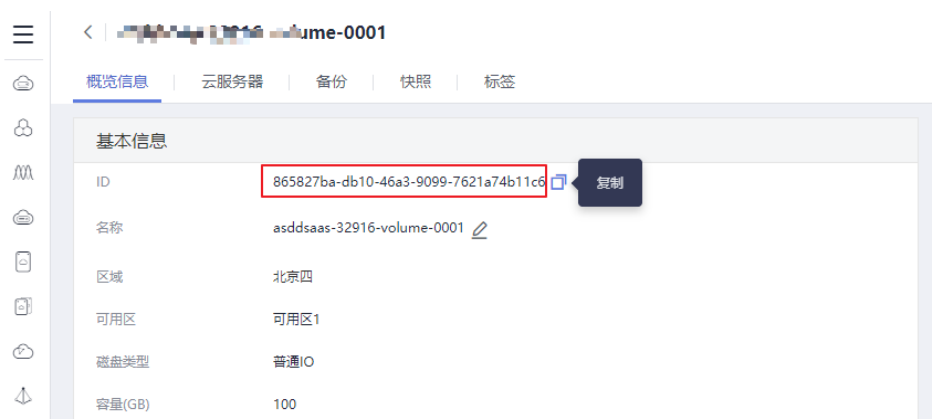 ume-0001
概览信息 云服务器 备份 快照 标签
基本信息
ID 865827ba-db10-46a3-9099-7621a74b11c6 复制
名称 asddsaas-32916-volume-0001
区域 北京四
可用区 可用区1
磁盘类型 普通IO
容量(GB) 100